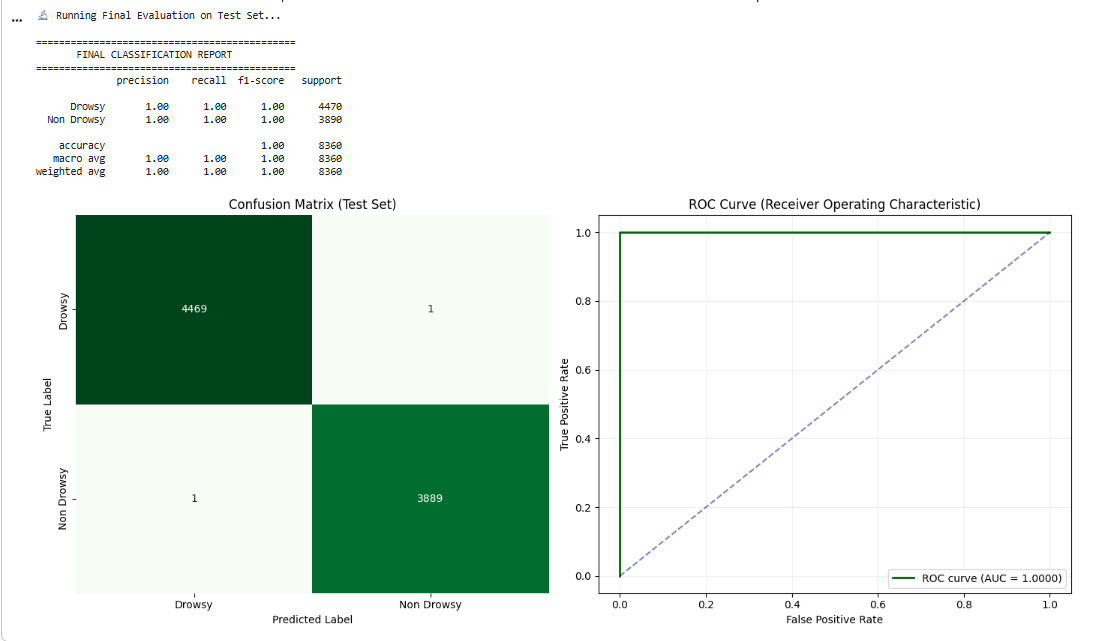 ... 🔬 Running Final Evaluation on Test Set...
=============================================
FINAL CLASSIFICATION REPORT
=============================================
precision recall f1-score support
Drowsy 1.00 1.00 1.00 4470
Non Drowsy 1.00 1.00 1.00 3890
accuracy 1.00 8360
macro avg 1.00 1.00 1.00 8360
weighted avg 1.00 1.00 1.00 8360
Confusion Matrix (Test Set)
True Label
Drowsy
Non Drowsy
4469 1
1 3889
Drowsy Non Drowsy
Predicted Label
ROC Curve (Receiver Operating Characteristic)
True Positive Rate
1.0
0.8
0.6
0.4
0.2
0.0
ROC curve (AUC = 1.0000)
0.0 0.2 0.4 0.6 0.8 1.0
False Positive Rate